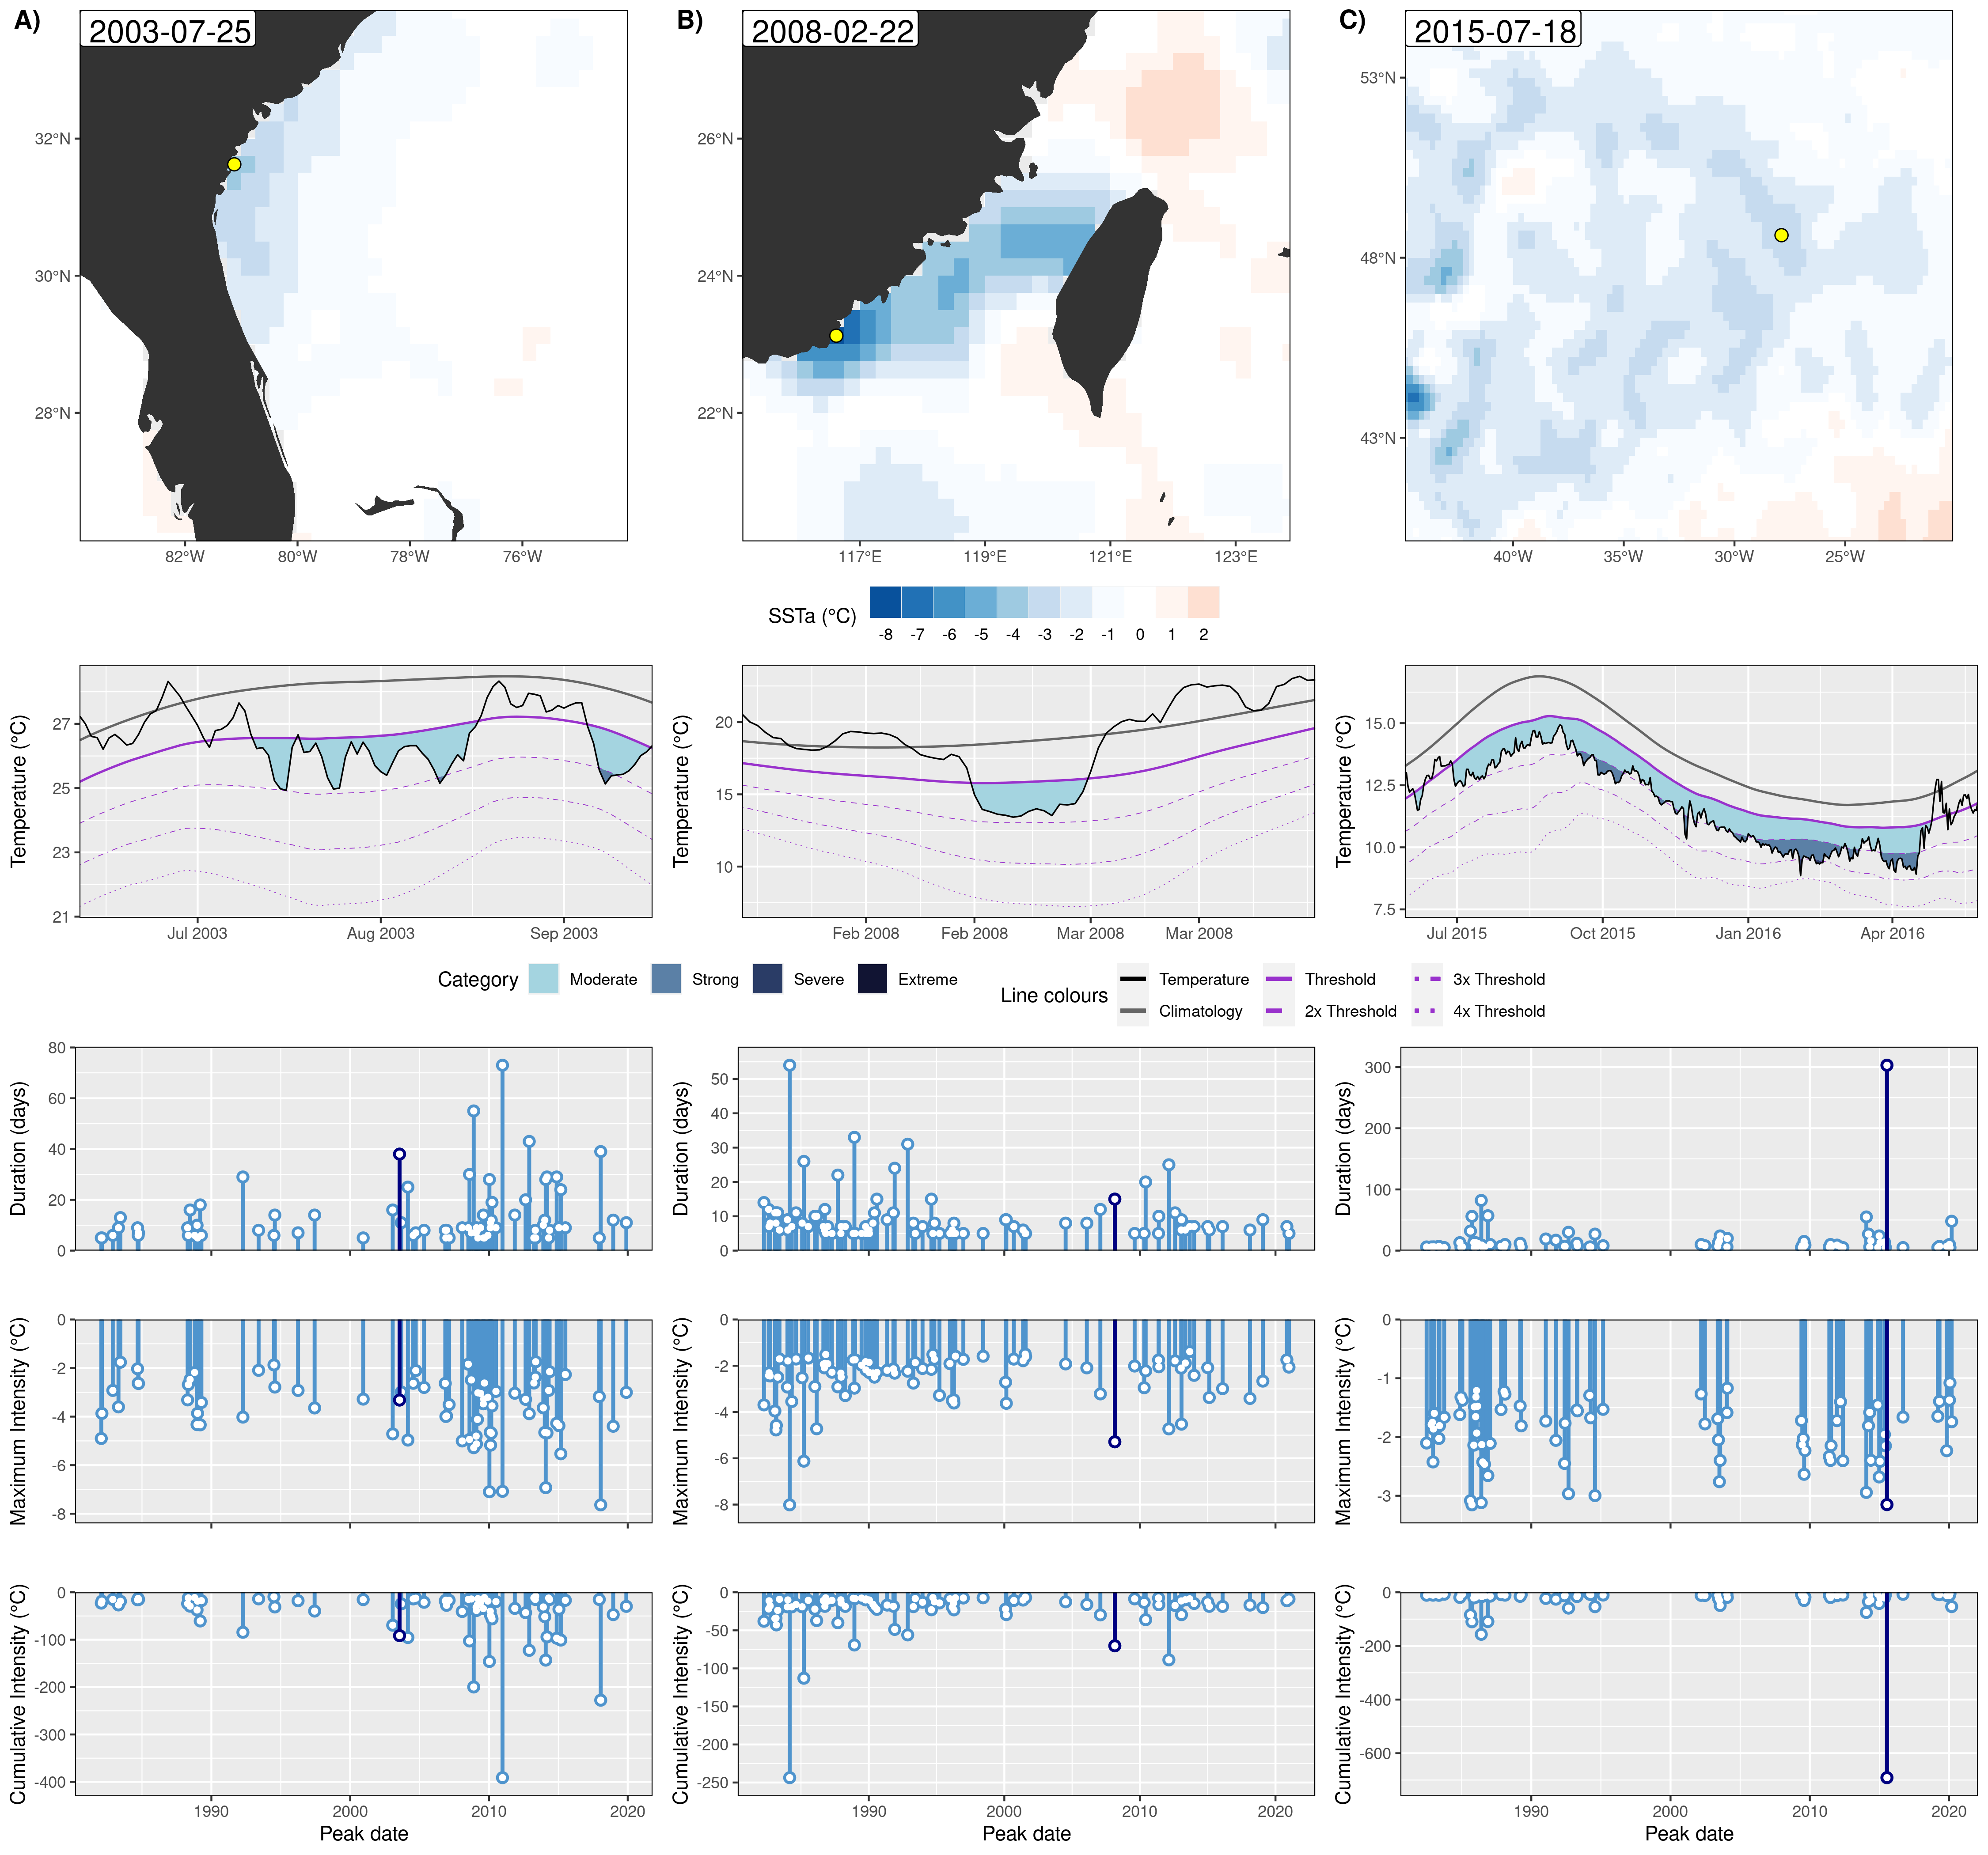 A) 2003-07-25
32°N
30°N
28°N
82°W 80°W 78°W 76°W
B) 2008-02-22
26°N
24°N
22°N
117°E 119°E 121°E 123°E
C) 2015-07-18
53°N
48°N
43°N
40°W 35°W 30°W 25°W
SSTa (°C)
-8 -7 -6 -5 -4 -3 -2 -1 0 1 2
Temperature (°C)
27
25
23
21
Jul 2003 Aug 2003 Sep 2003
Temperature (°C)
20
15
10
Feb 2008 Feb 2008 Mar 2008 Mar 2008
Temperature (°C)
15.0
12.5
10.0
7.5
Jul 2015 Oct 2015 Jan 2016 Apr 2016
Category Moderate Strong Severe Extreme
Line colours
Temperature Threshold 3x Threshold
Climatology 2x Threshold 4x Threshold
Duration (days)
80
60
40
20
0
Duration (days)
50
40
30
20
10
0
Duration (days)
300
200
100
0
Maximum Intensity (°C)
0
-2
-4
-6
-8
Maximum Intensity (°C)
0
-2
-4
-6
-8
Maximum Intensity (°C)
0
-1
-2
-3
Cumulative Intensity (°C)
0
-100
-200
-300
-400
1990 2000 2010 2020
Peak date
Cumulative Intensity (°C)
0
-50
-100
-150
-200
-250
1990 2000 2010 2020
Peak date
Cumulative Intensity (°C)
0
-200
-400
-600
1990 2000 2010 2020
Peak date